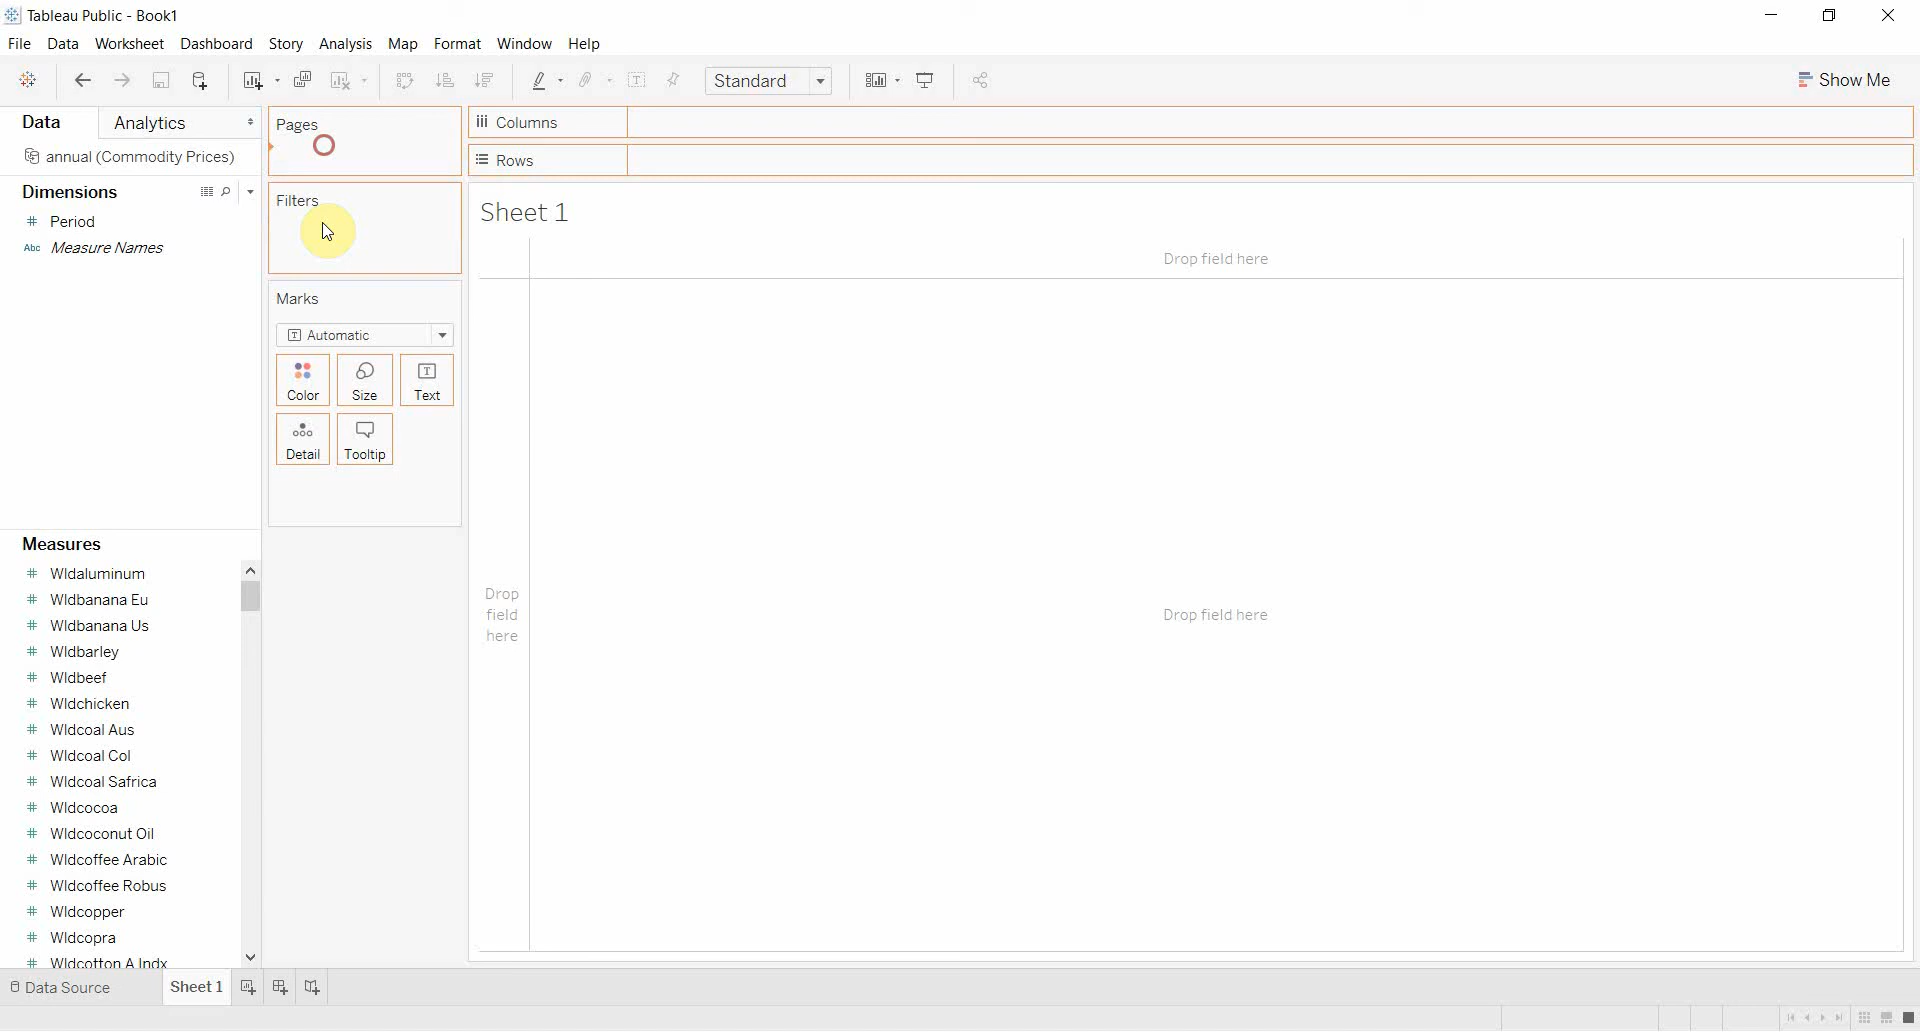 Tableau Public - Book1
File Data Worksheet Dashboard Story Analysis Map Format Window Help
Standard
Show Me
Data Analytics
annual (Commodity Prices)
Dimensions
# Period
Abc Measure Names
Measures
# Wldaluminum
# Wldbanana Eu
# Wldbanana Us
# Wldbarley
# Wldbeef
# Wldchicken
# Wldcoal Aus
# Wldcoal Col
# Wldcoal Safrica
# Wldcocoa
# Wldcoconut Oil
# Wldcoffee Arabic
# Wldcoffee Robus
# Wldcopper
# Wldcopra
# Wldcotton A Indx
Pages
Filters
Marks
T Automatic
Color Size Text
Detail Tooltip
Columns
Rows
Sheet 1
Drop field here
Drop
field
here
Drop field here
Data Source Sheet 1